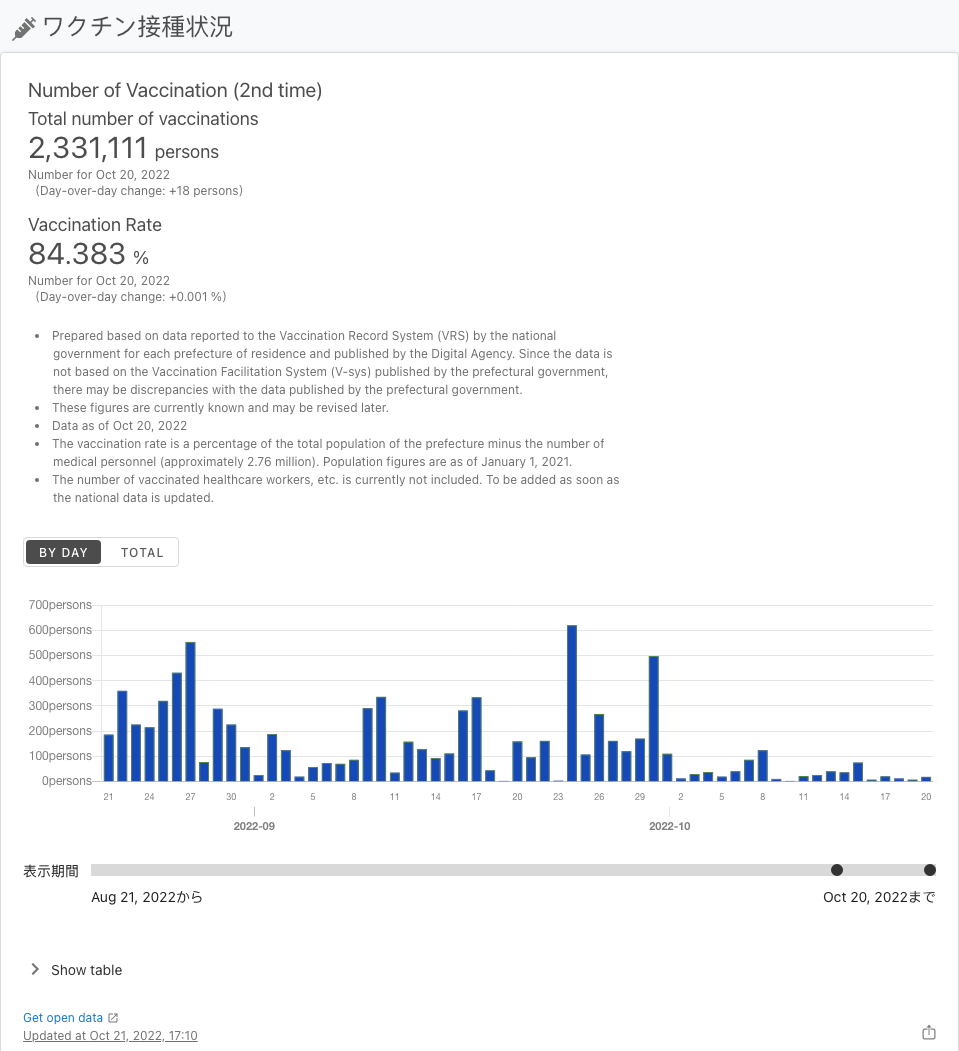 ワクチン接種状況
Number of Vaccination (2nd time)
Total number of vaccinations
2,331,111 persons
Number for Oct 20, 2022
(Day-over-day change: +18 persons)
Vaccination Rate
84.383 %
Number for Oct 20, 2022
(Day-over-day change: +0.001 %)
• Prepared based on data reported to the Vaccination Record System (VRS) by the national
government for each prefecture of residence and published by the Digital Agency. Since the data is
not based on the Vaccination Facilitation System (V-sys) published by the prefectural government,
there may be discrepancies with the data published by the prefectural government.
• These figures are currently known and may be revised later.
• Data as of Oct 20, 2022
• The vaccination rate is a percentage of the total population of the prefecture minus the number of
medical personnel (approximately 2.76 million). Population figures are as of January 1, 2021.
• The number of vaccinated healthcare workers, etc. is currently not included. To be added as soon as
the national data is updated.
BY DAY TOTAL
700persons
600persons
500persons
400persons
300persons
200persons
100persons
0persons
21 24 27 30 2 5 8 11 14 17 20 23 26 29 2 5 8 11 14 17 20
2022-09 2022-10
表示期間
Aug 21, 2022から Oct 20, 2022まで
Show table
Get open data
Updated at Oct 21, 2022, 17:10